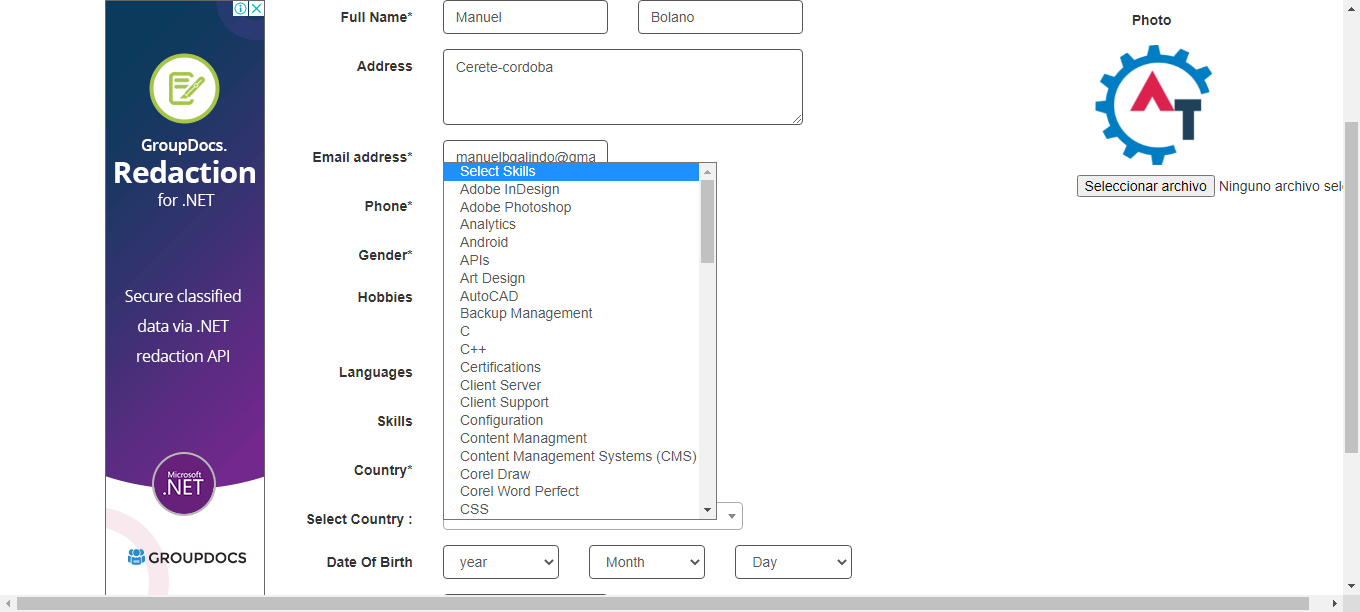 GroupDocs.
Redaction
for .NET
Secure classified
data via .NET
redaction API
Microsoft
.NET
GROUPDOCS
Full Name*
Manuel
Bolano
Address
Cerete-cordoba
Email address*
manuelbgalindo@gma
Phone*
Gender*
Hobbies
Languages
Skills
Country*
Select Country :
Select Skills
Adobe InDesign
Adobe Photoshop
Analytics
Android
APIs
Art Design
AutoCAD
Backup Management
C
C++
Certifications
Client Server
Client Support
Configuration
Content Managment
Content Management Systems (CMS)
Corel Draw
Corel Word Perfect
CSS
Date Of Birth
year
Month
Day
Photo
AT
Seleccionar archivo
Ninguno archivo sel